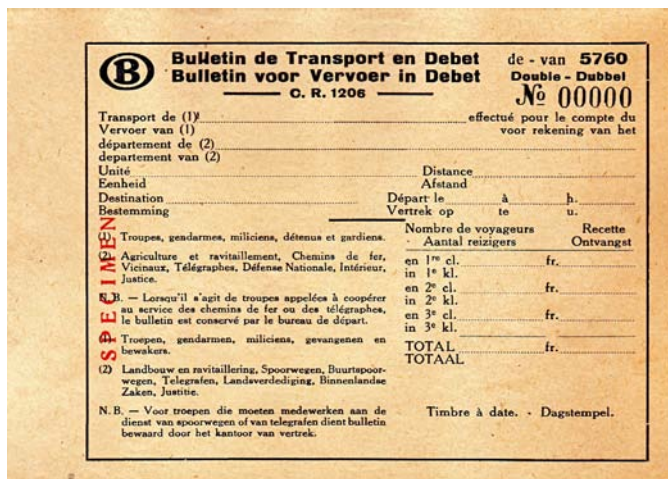 B
Bulletin de Transport en Debet
de - van 5760
Bulletin voor Vervoer in Debet
Double - Dubbel
C. R. 1206
№ 00000
Transport de (1) effectué pour le compte du
Vervoer van (1) voor rekening van het
département de (2)
departement van (2)
Unité Distance
Eenheid Afstand
Destination Départ le à h.
Bestemming Vertrek op te u.
SPECIMEN
(1) Troupes, gendarmes, miliciens, détenus et gardiens.
(2) Agriculture et ravitaillement, Chemins de fer,
Vicinaux, Télégraphes, Défense Nationale, Intérieur,
Justice.
N. B. — Lorsqu'il s'agit de troupes appelées à coopérer
au service des chemins de fer ou des télégraphes,
le bulletin est conservé par le bureau de départ.
(1) Troepen, gendarmen, miliciens, gevangenen en
bewakers.
(2) Landbouw en ravitaillering, Spoorwegen, Buurtspoor-
wegen, Telegrafen, Landsverdediging, Binnenlandse
Zaken, Justitie.
N. B. — Voor troepen die moeten medewerken aan de
dienst van spoorwegen of van telegrafen dient bulletin
bewaard door het kantoor van vertrek.
Nombre de voyageurs Recette
Aantal reizigers Ontvangst
en 1re cl. fr.
in 1e kl.
en 2e cl. fr.
in 2e kl.
en 3e cl. fr.
in 3e kl.
TOTAL fr.
TOTAAL
Timbre à date. - Dagstempel.